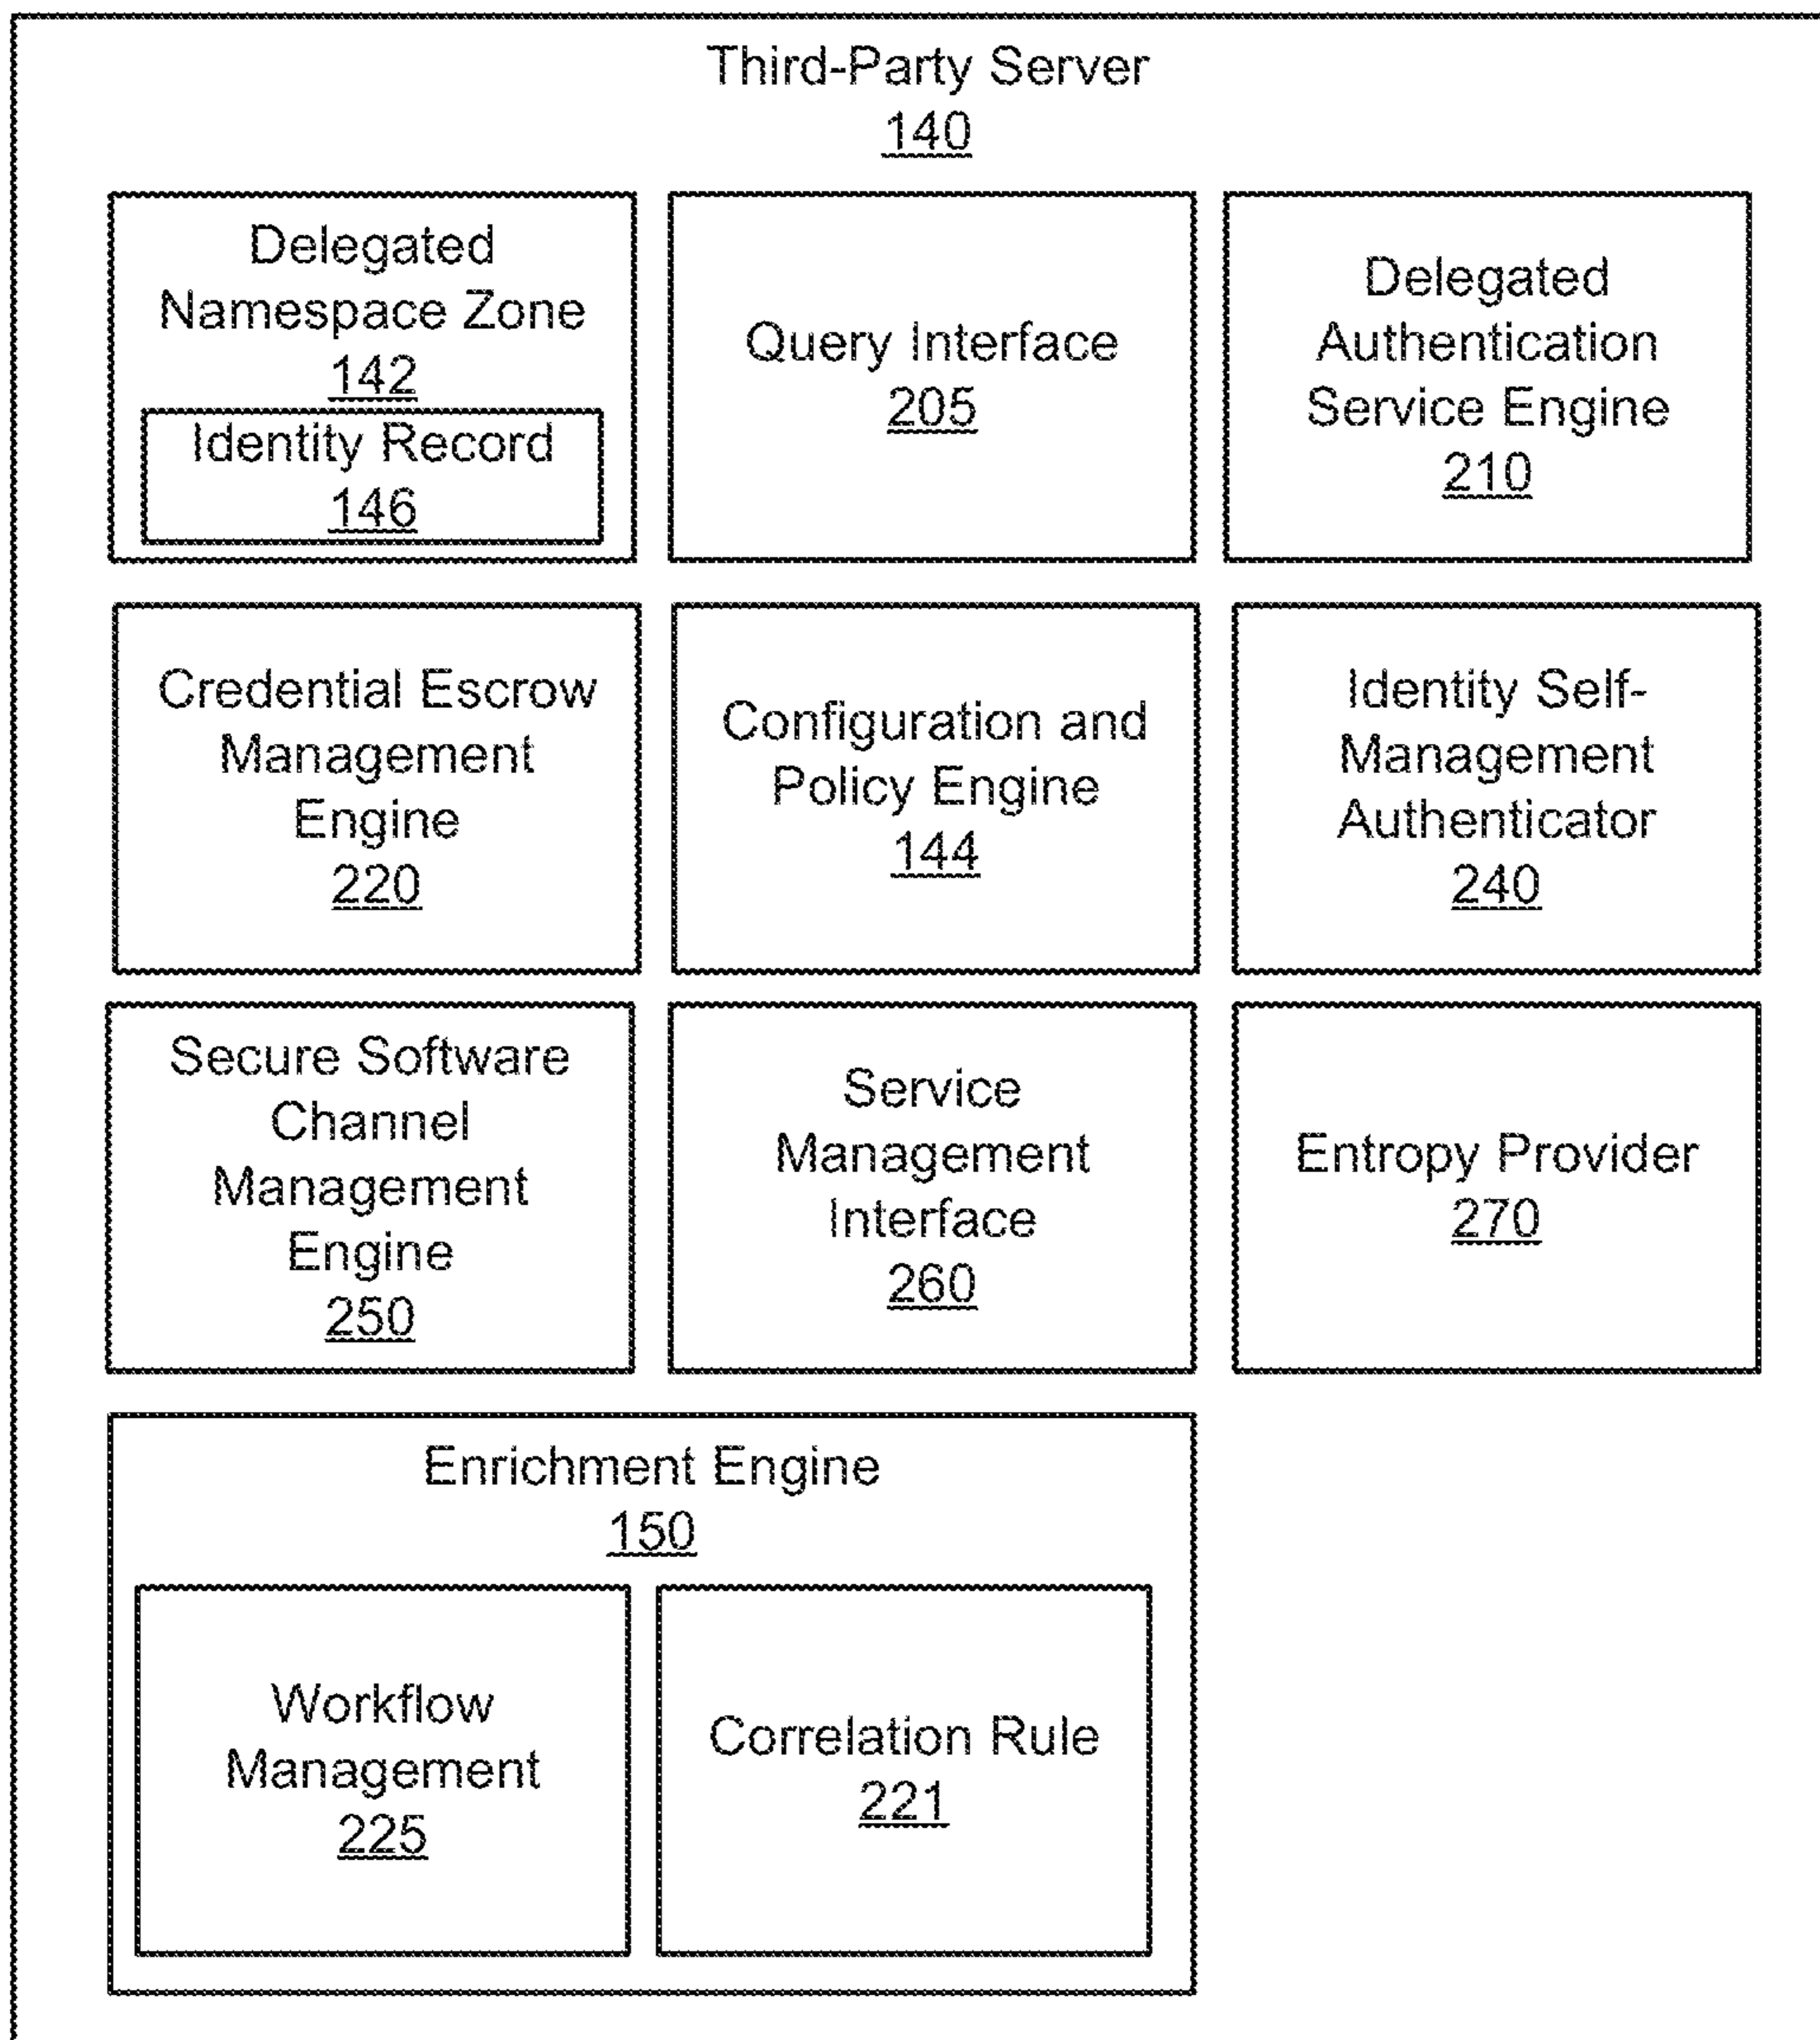 Third-Party Server
140
Delegated
Namespace Zone
142
Identity Record
146
Query Interface
205
Delegated
Authentication
Service Engine
210
Credential Escrow
Management
Engine
220
Configuration and
Policy Engine
144
Identity Self-
Management
Authenticator
240
Secure Software
Channel
Management
Engine
250
Service
Management
Interface
260
Entropy Provider
270
Enrichment Engine
150
Workflow
Management
225
Correlation Rule
221